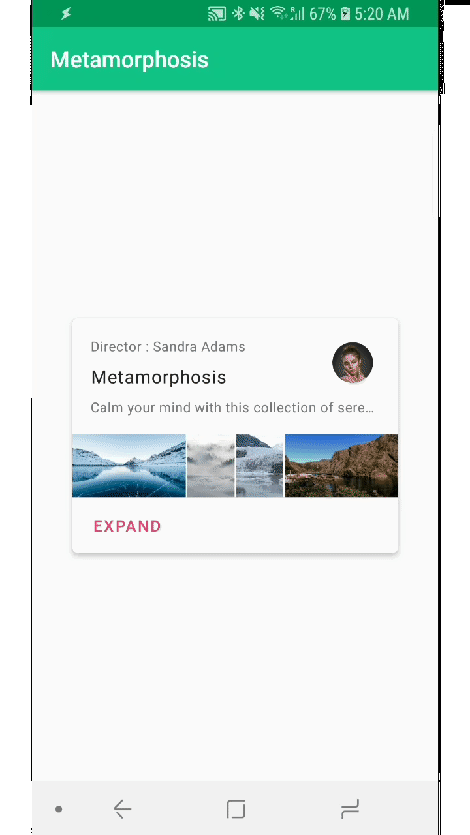 67% 5:20 AM
Metamorphosis
Director : Sandra Adams
Metamorphosis
Calm your mind with this collection of sere...
EXPAND